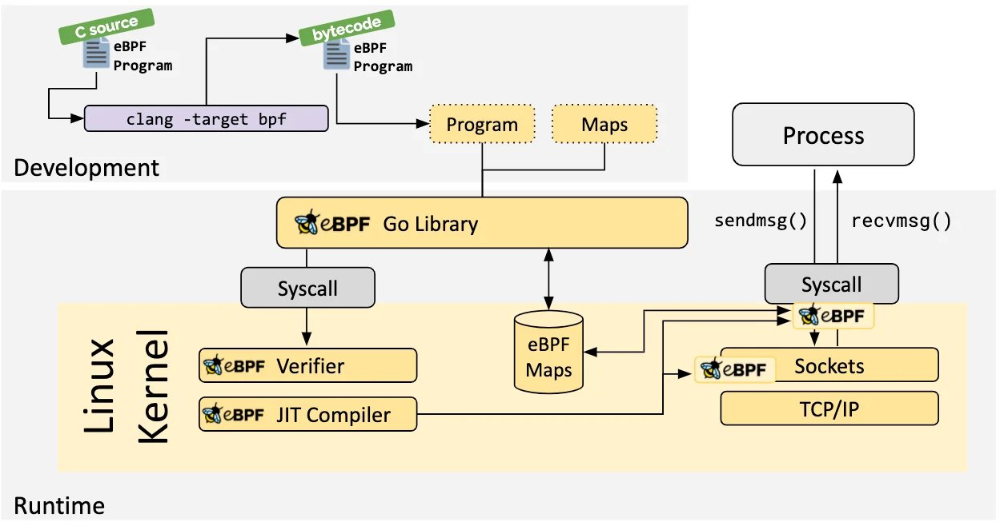 C source
eBPF
Program
bytecode
eBPF
Program
clang -target bpf
Program
Maps
Development
Process
eBPF Go Library
sendmsg()
recvmsg()
Syscall
Syscall
Linux
Kernel
eBPF
eBPF
Maps
eBPF Verifier
eBPF Sockets
eBPF JIT Compiler
TCP/IP
Runtime